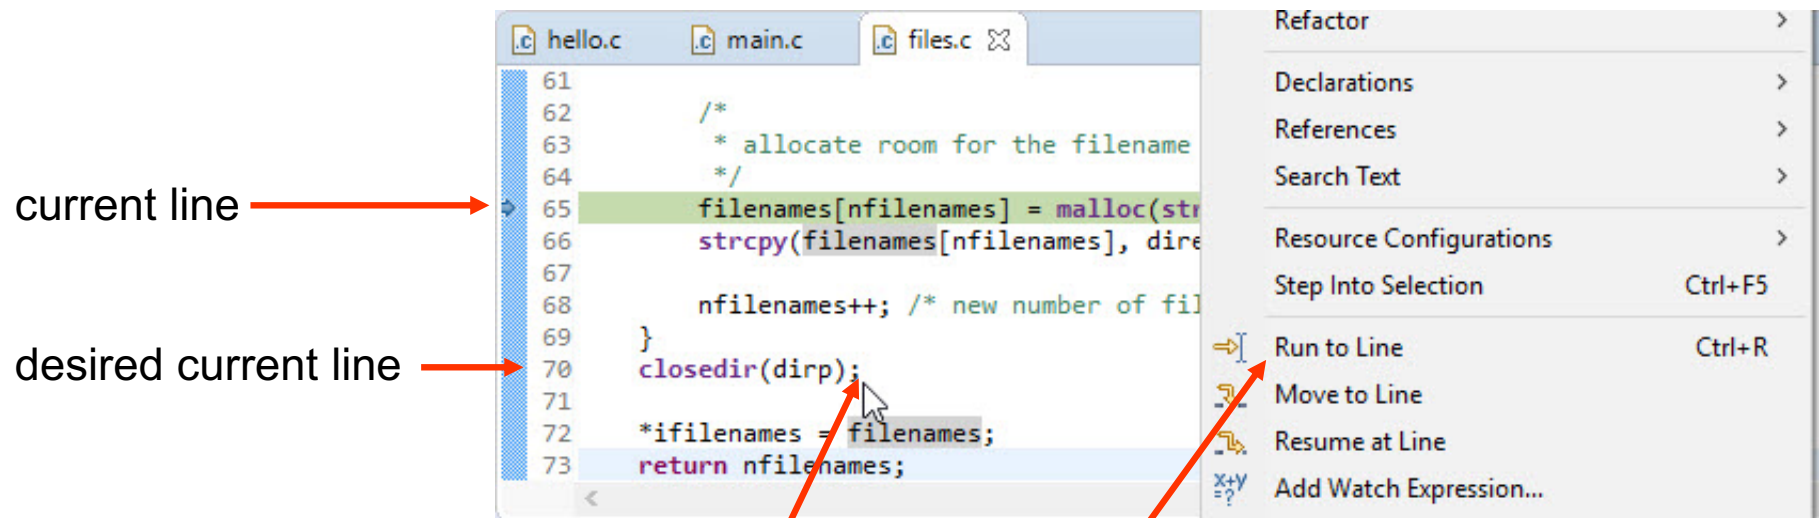 hello.c main.c files.c
61
62 /*
63 * allocate room for the filename
64 */
current line
65 filenames[nfilenames] = malloc(str
66 strcpy(filenames[nfilenames], dire
67
68 nfilenames++; /* new number of fil
69 }
desired current line
70 closedir(dirp);
71
72 *ifilenames = filenames;
73 return nfilenames;
Refactor >
Declarations >
References >
Search Text >
Resource Configurations >
Step Into Selection Ctrl+F5
Run to Line Ctrl+R
Move to Line
Resume at Line
Add Watch Expression...